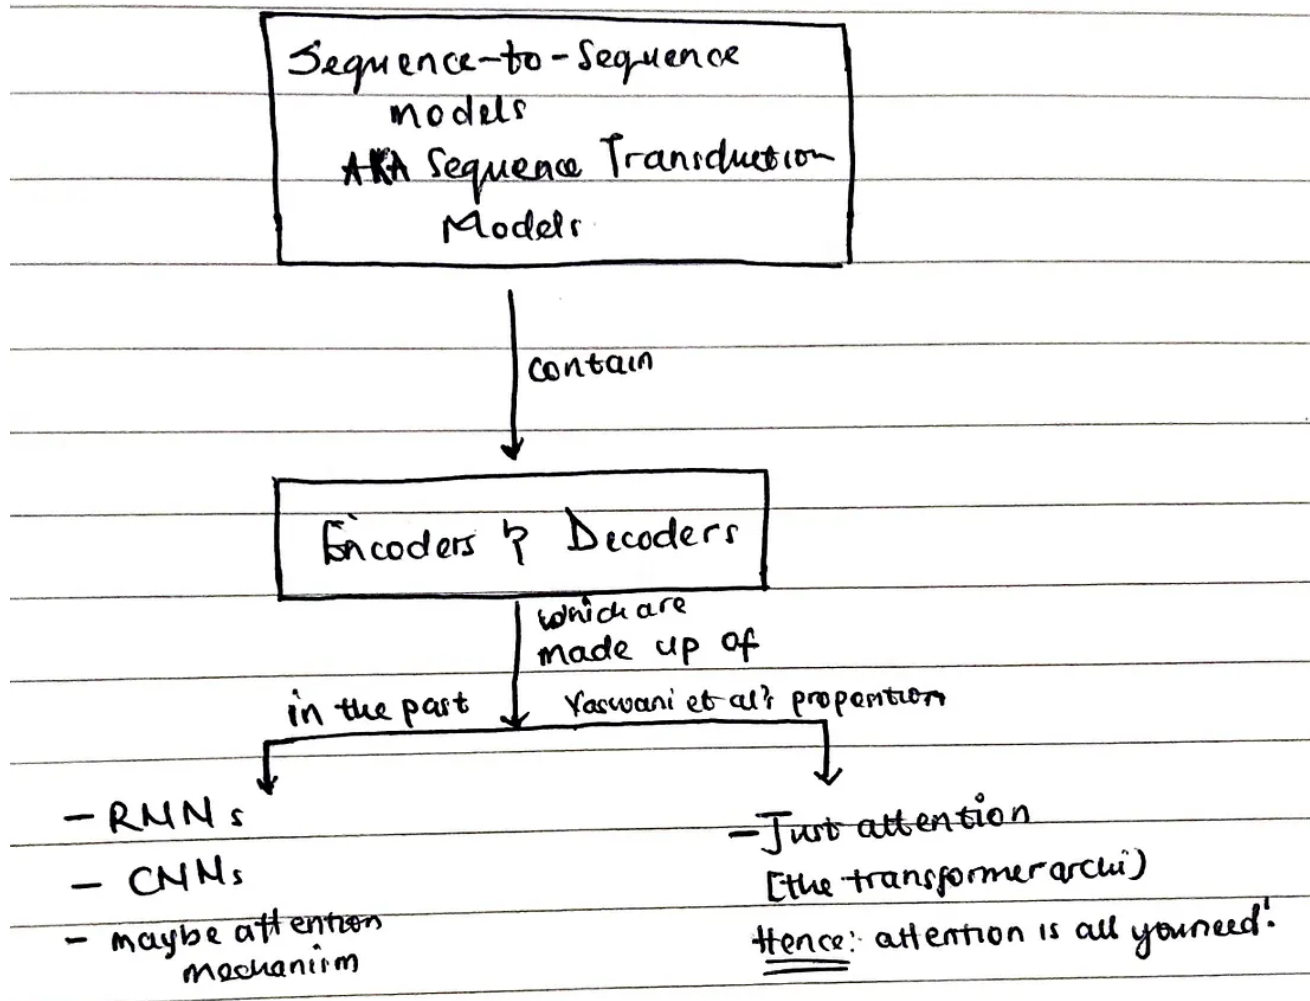 Sequence-to-Sequence
models
AKA Sequence Transduction
Models
contain
Encoders & Decoders
which are
made up of
in the past
Vaswani et al's proposition
- RNNs
- CNNs
- maybe attention
mechanism
- Just attention
[the transformer archi)
Hence: attention is all you need!